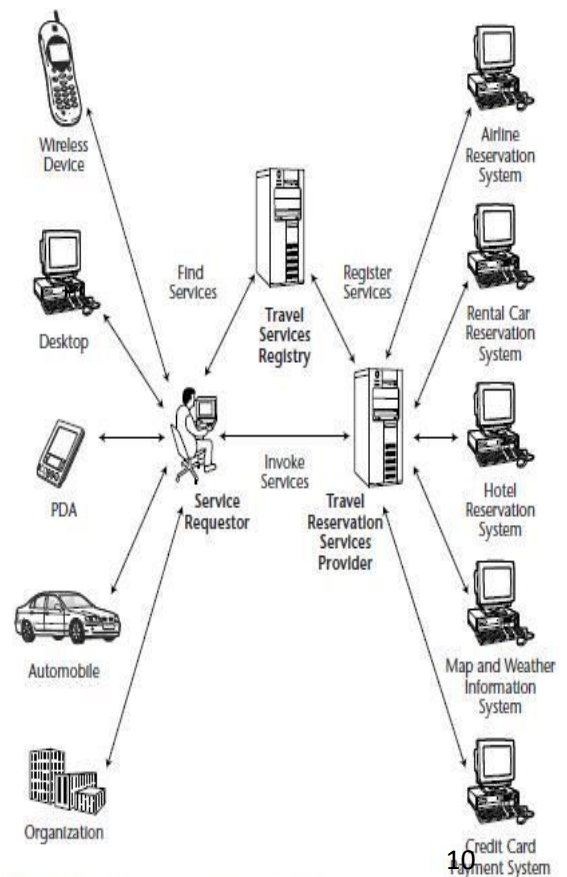 Wireless
Device
Airline
Reservation
System
Find
Services
Register
Services
Travel
Services
Registry
Desktop
Rental Car
Reservation
System
PDA
Service
Requestor
Invoke
Services
Travel
Reservation
Services
Provider
Hotel
Reservation
System
Automobile
Map and Weather
Information
System
Organization
Credit Card
Payment System
10